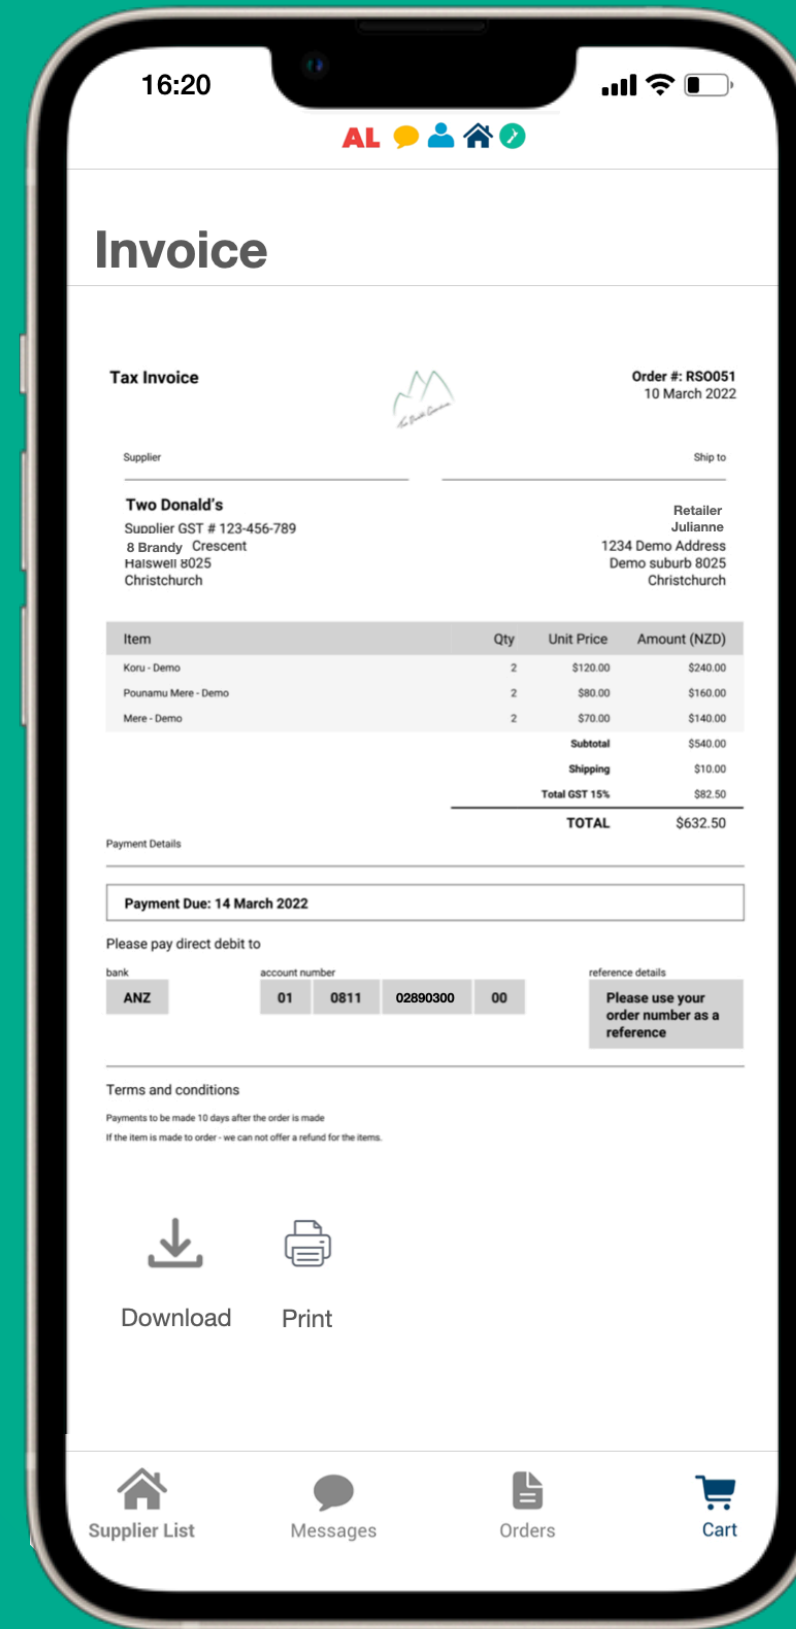 16:20
AL
Invoice
Tax Invoice
Order #: RSO051
10 March 2022
Supplier
Ship to
Two Donald's
Supplier GST # 123-456-789
8 Brandy Crescent
Halswell 8025
Christchurch
Retailer
Julianne
1234 Demo Address
Demo suburb 8025
Christchurch
Item Qty Unit Price Amount (NZD)
Koru - Demo 2 $120.00 $240.00
Pounamu Mere - Demo 2 $80.00 $160.00
Mere - Demo 2 $70.00 $140.00
Subtotal $540.00
Shipping $10.00
Total GST 15% $82.50
TOTAL $632.50
Payment Details
Payment Due: 14 March 2022
Please pay direct debit to
bank account number reference details
ANZ 01 0811 02890300 00
Please use your
order number as a
reference
Terms and conditions
Payments to be made 10 days after the order is made
If the item is made to order - we can not offer a refund for the items.
Download Print
Supplier List Messages Orders Cart